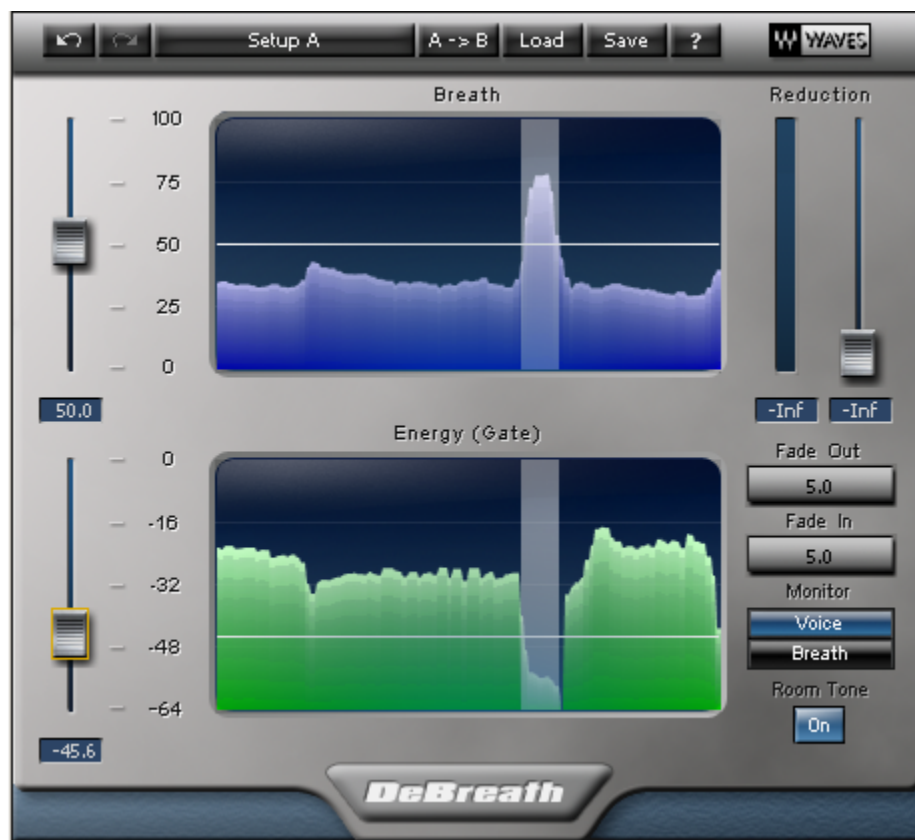 Setup A A -> B Load Save ? WAVES
Breath
Reduction
100
75
50
25
0
50.0
-Inf -Inf
Energy (Gate)
0
-16
-32
-48
-64
-45.6
Fade Out
5.0
Fade In
5.0
Monitor
Voice
Breath
Room Tone
On
DeBreath